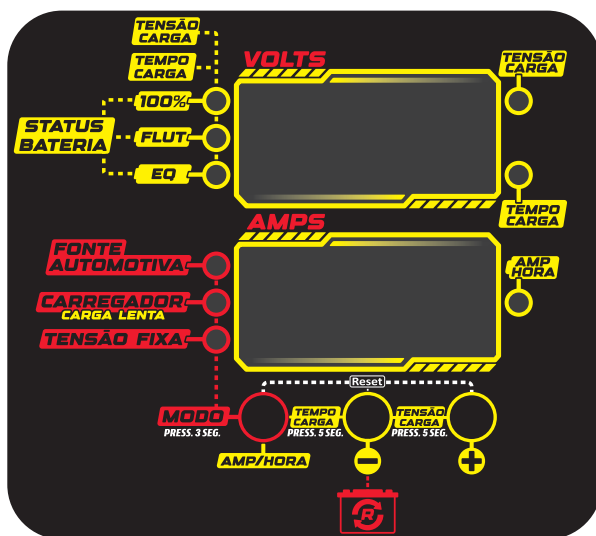 TENSÃO
CARGA
TEMPO
CARGA
100%
STATUS
BATERIA
FLUT
EQ
VOLTS
TENSÃO
CARGA
TEMPO
CARGA
AMPS
FONTE
AUTOMOTIVA
CARREGADOR
CARGA LENTA
TENSÃO FIXA
AMP
HORA
Reset
MODO
PRESS. 3 SEG.
TEMPO
CARGA
PRESS. 5 SEG.
TENSÃO
CARGA
PRESS. 5 SEG.
AMP/HORA
R